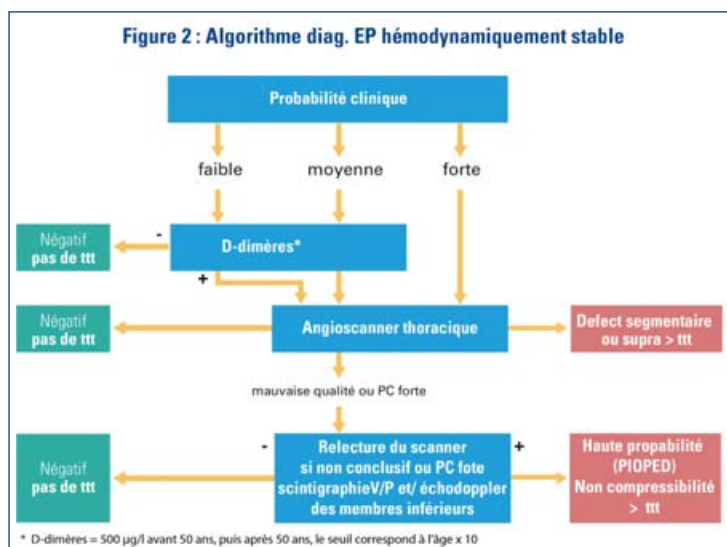 Figure 2 : Algorithme diag. EP hémodynamiquement stable
Probabilité clinique
faible
moyenne
forte
Négatif
pas de ttt
-
D-dimères*
+
Négatif
pas de ttt
Angioscanner thoracique
Defect segmentaire
ou supra > ttt
mauvaise qualité ou PC forte
Négatif
pas de ttt
-
Relecture du scanner
si non conclusif ou PC fote
scintigraphieV/P et/ échodoppler
des membres inférieurs
+
Haute propabilité
(PIOPED)
Non compressibilité
> ttt
* D-dimères = 500 µg/l avant 50 ans, puis après 50 ans, le seuil correspond à l'âge x 10